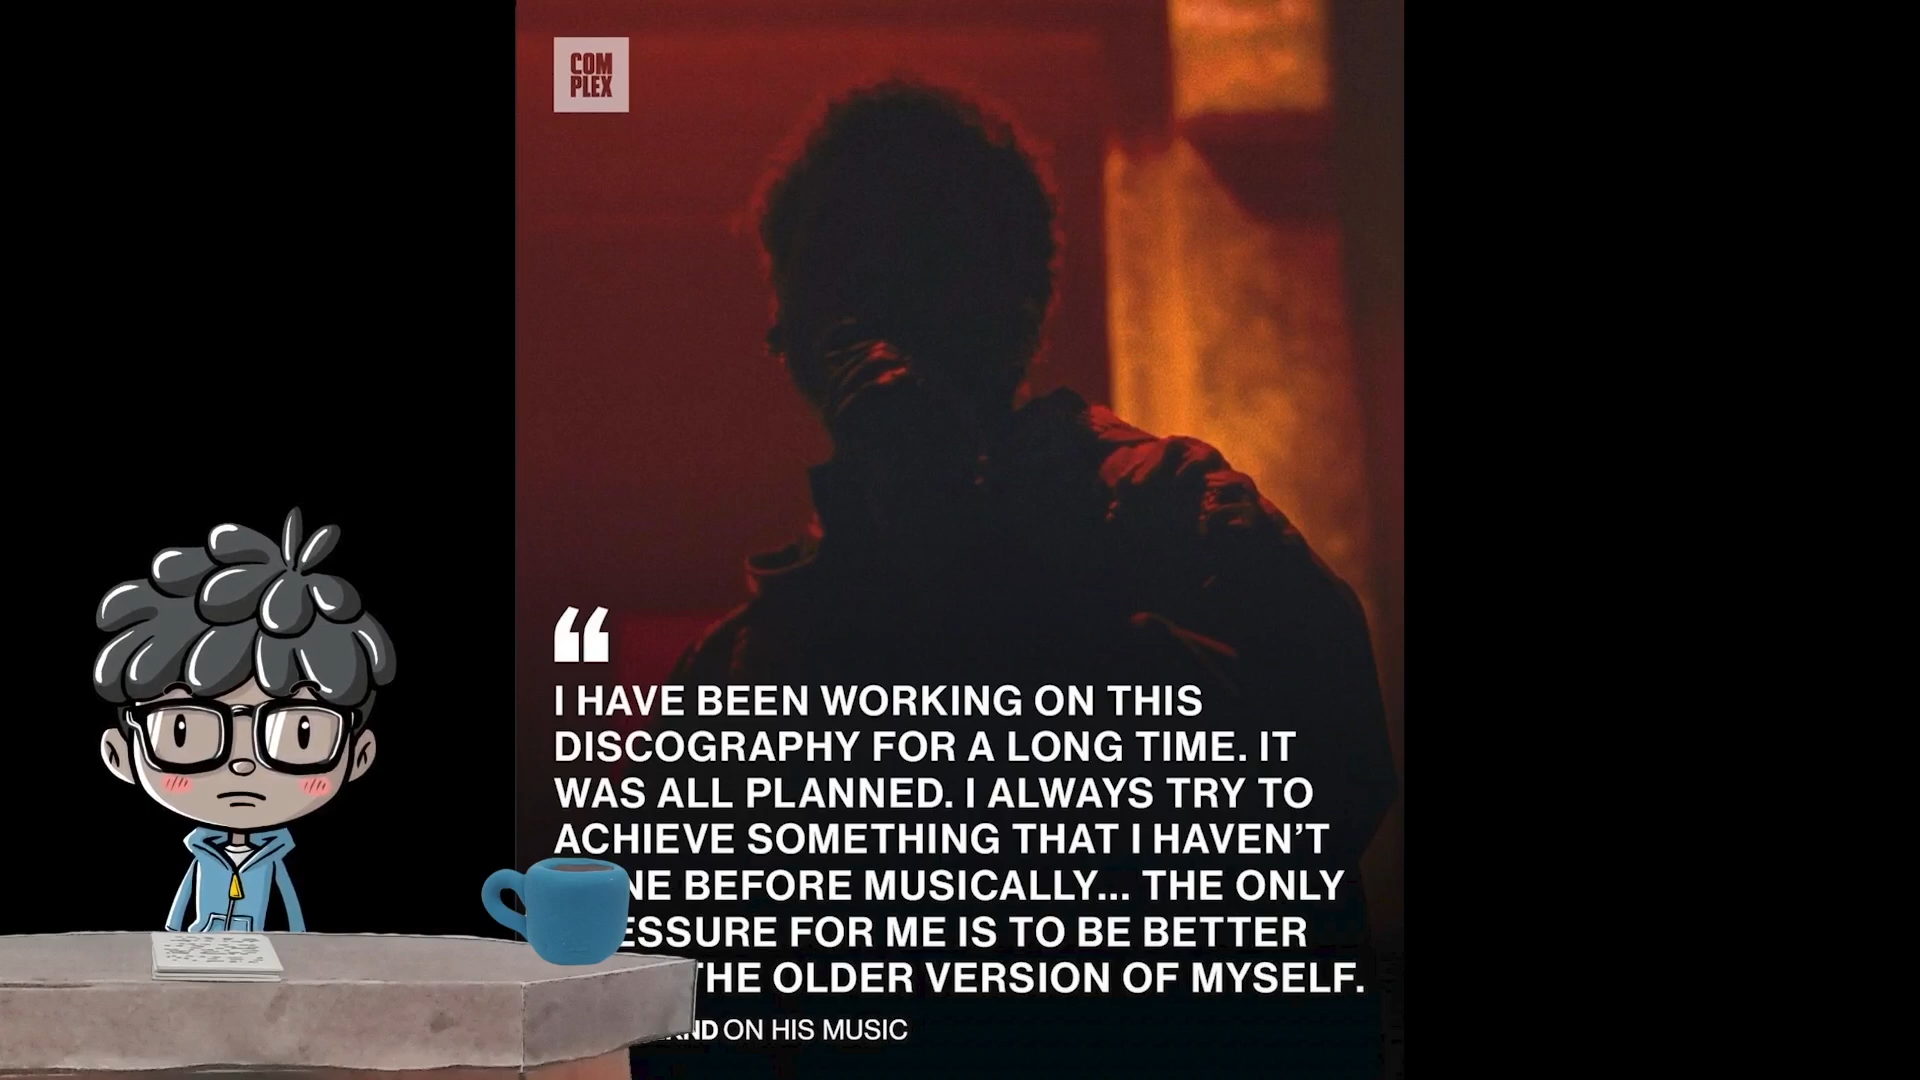 COM
PLEX
“
I HAVE BEEN WORKING ON THIS
DISCOGRAPHY FOR A LONG TIME. IT
WAS ALL PLANNED. I ALWAYS TRY TO
ACHIEVE SOMETHING THAT I HAVEN’T
NE BEFORE MUSICALLY... THE ONLY
ESSURE FOR ME IS TO BE BETTER
THE OLDER VERSION OF MYSELF.
ON HIS MUSIC